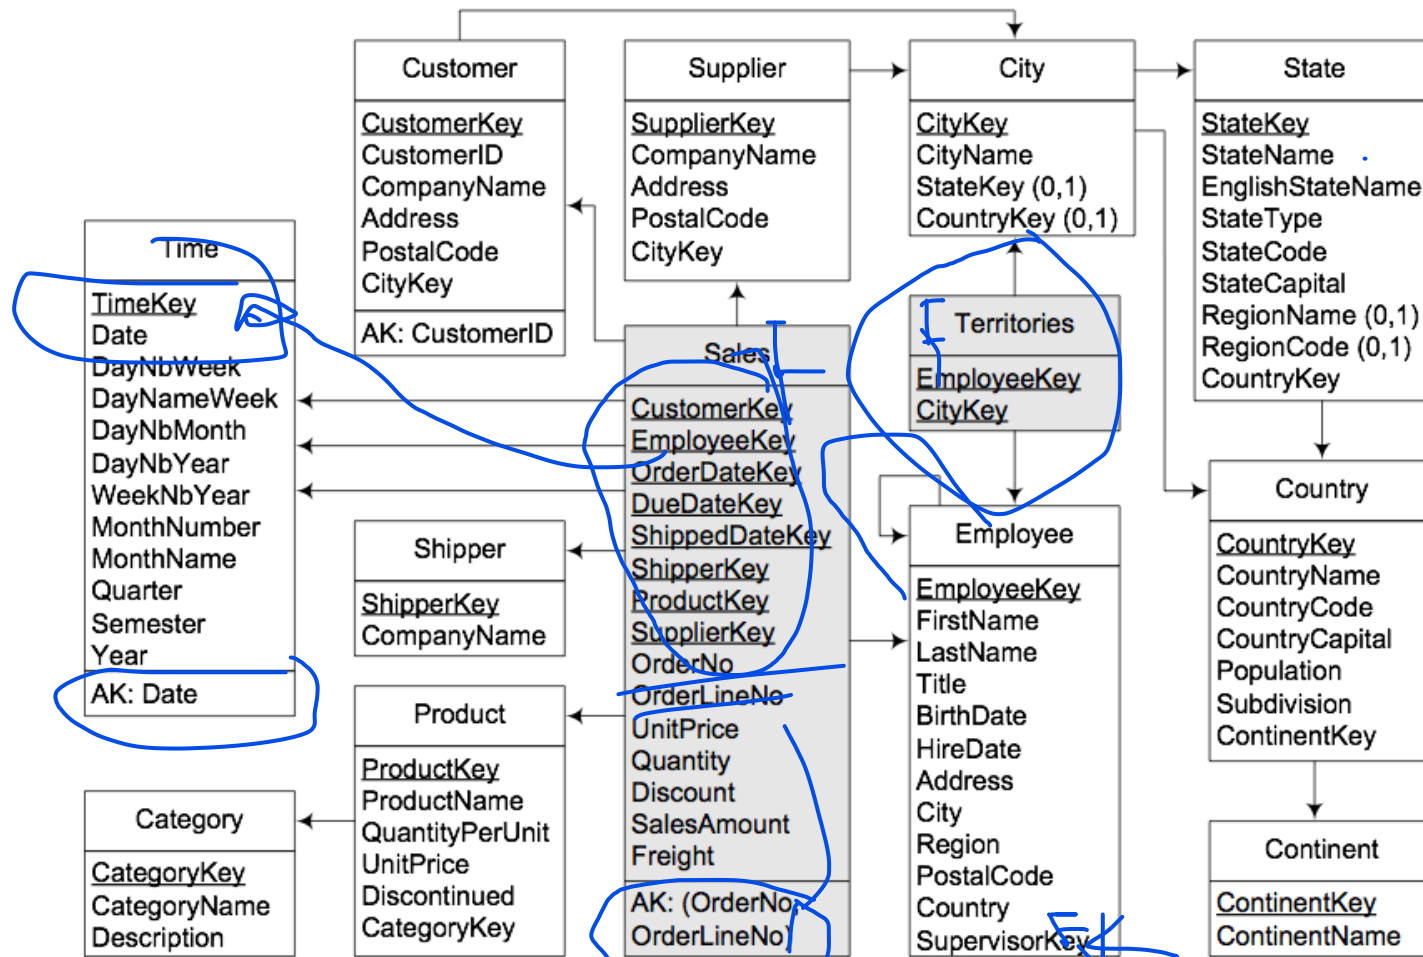 Customer
CustomerKey
CustomerID
CompanyName
Address
PostalCode
CityKey
AK: CustomerID
Supplier
SupplierKey
CompanyName
Address
PostalCode
CityKey
City
CityKey
CityName
StateKey (0,1)
CountryKey (0,1)
State
StateKey
StateName
EnglishStateName
StateType
StateCode
StateCapital
RegionName (0,1)
RegionCode (0,1)
CountryKey
Time
TimeKey
Date
DayNbWeek
DayNameWeek
DayNbMonth
DayNbYear
WeekNbYear
MonthNumber
MonthName
Quarter
Semester
Year
AK: Date
Sales
CustomerKey
EmployeeKey
OrderDateKey
DueDateKey
ShippedDateKey
ShipperKey
ProductKey
SupplierKey
OrderNo
OrderLineNo
UnitPrice
Quantity
Discount
SalesAmount
Freight
AK: (OrderNo,
OrderLineNo)
Territories
EmployeeKey
CityKey
Shipper
ShipperKey
CompanyName
Employee
EmployeeKey
FirstName
LastName
Title
BirthDate
HireDate
Address
City
Region
PostalCode
Country
SupervisorKey
Country
CountryKey
CountryName
CountryCode
CountryCapital
Population
Subdivision
ContinentKey
Category
CategoryKey
CategoryName
Description
Product
ProductKey
ProductName
QuantityPerUnit
UnitPrice
Discontinued
CategoryKey
Continent
ContinentKey
ContinentName